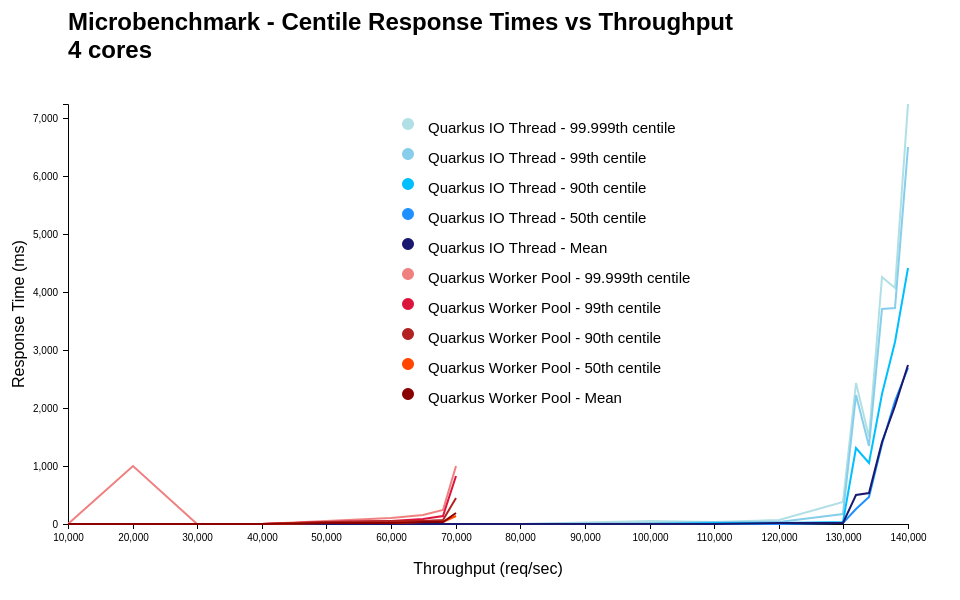 Microbenchmark - Centile Response Times vs Throughput
4 cores
7,000
6,000
5,000
4,000
3,000
2,000
1,000
0
Response Time (ms)
Quarkus IO Thread - 99.999th centile
Quarkus IO Thread - 99th centile
Quarkus IO Thread - 90th centile
Quarkus IO Thread - 50th centile
Quarkus IO Thread - Mean
Quarkus Worker Pool - 99.999th centile
Quarkus Worker Pool - 99th centile
Quarkus Worker Pool - 90th centile
Quarkus Worker Pool - 50th centile
Quarkus Worker Pool - Mean
10,000 20,000 30,000 40,000 50,000 60,000 70,000 80,000 90,000 100,000 110,000 120,000 130,000 140,000
Throughput (req/sec)